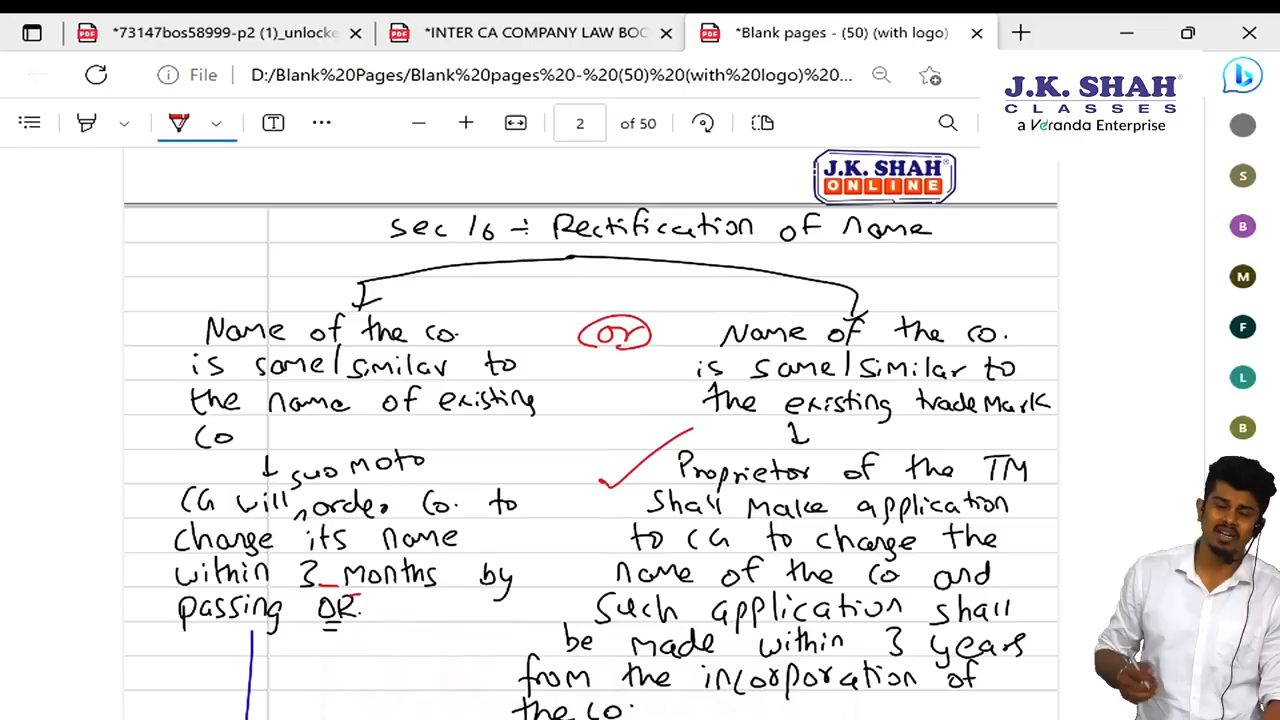 *73147bos58999-p2 (1)_unlocke
*INTER CA COMPANY LAW BOC
*Blank pages - (50) (with logo)
File
D:/Blank%20Pages/Blank%20pages%20-%20(50)%20(with%20logo)%20...
J.K. SHAH
CLASSES
a Veranda Enterprise
2 of 50
J.K. SHAH
ONLINE
S
B
M
F
L
B
Sec 16 ÷ Rectification of Name
Name of the co.
is same/similar to
the name of existing
co
suo moto
CG will order co. to
change its name
within 3 months by
passing OR.
or
Name of the co.
is same/similar to
the existing tradeMark
Proprietor of the TM
Shall Make application
to CG to change the
name of the co and
Such application shall
be made within 3 years
from the incorporation of
the co.